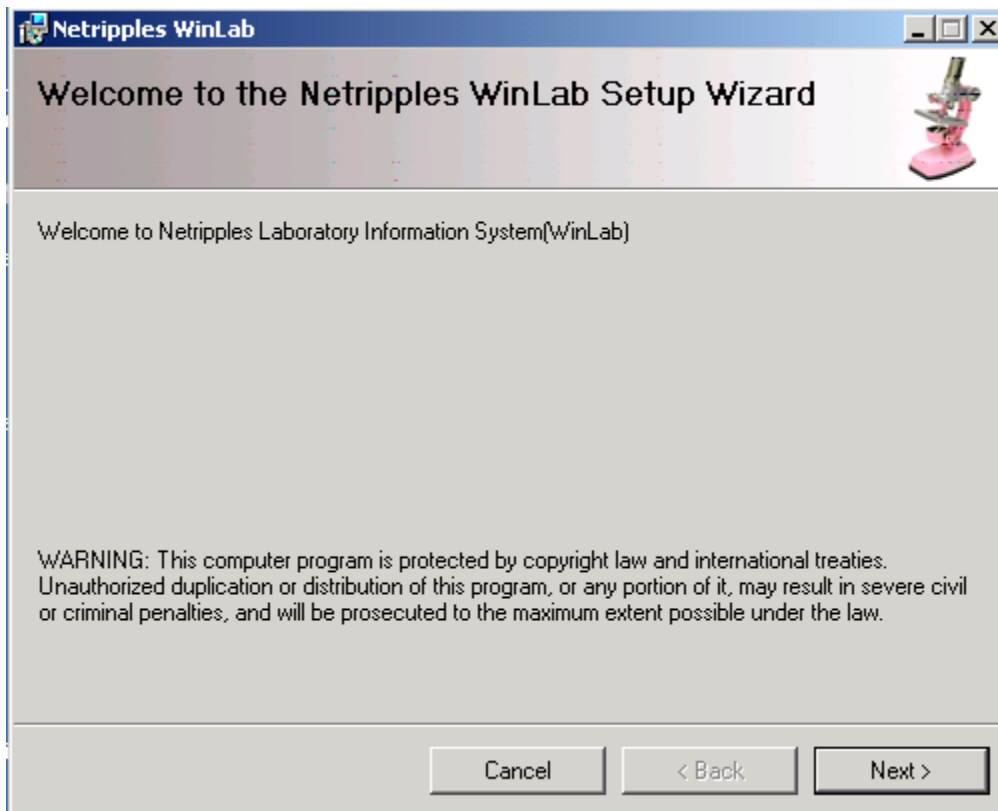 Netripples WinLab
Welcome to the Netripples WinLab Setup Wizard
Welcome to Netripples Laboratory Information System(WinLab)
WARNING: This computer program is protected by copyright law and international treaties.
Unauthorized duplication or distribution of this program, or any portion of it, may result in severe civil
or criminal penalties, and will be prosecuted to the maximum extent possible under the law.
Cancel
< Back
Next >